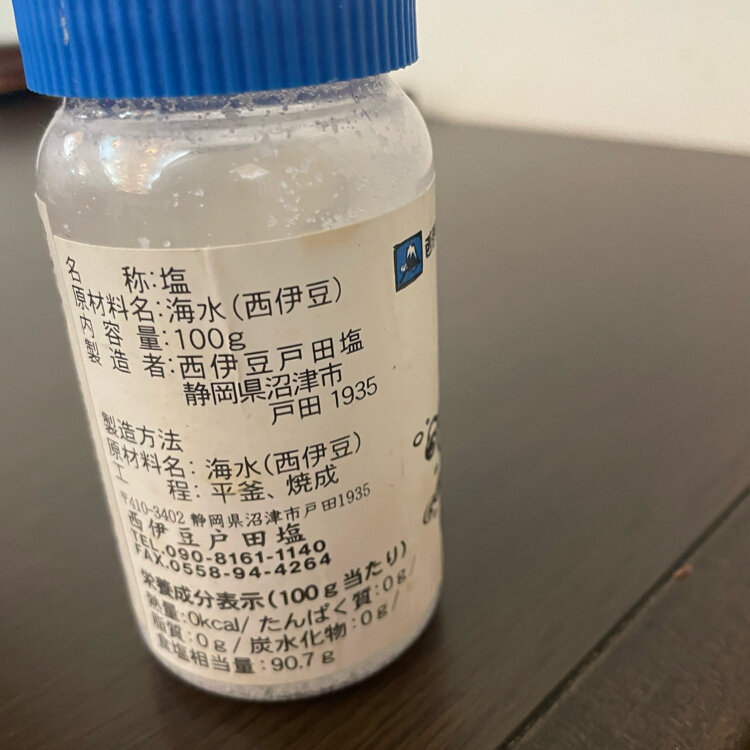 名称:塩
原材料名:海水(西伊豆)
内容量:100g
製造者:西伊豆戸田塩
静岡県沼津市
戸田 1935
製造方法
原材料名:海水(西伊豆)
工程:平釜、焼成
〒410-3402 静岡県沼津市戸田1935
西伊豆戸田塩
TEL.090-8161-1140
FAX.0558-94-4264
栄養成分表示(100g当たり)
熱量:0kcal/たんぱく質:0g/
脂質:0g/炭水化物:0g/
食塩相当量:90.7g